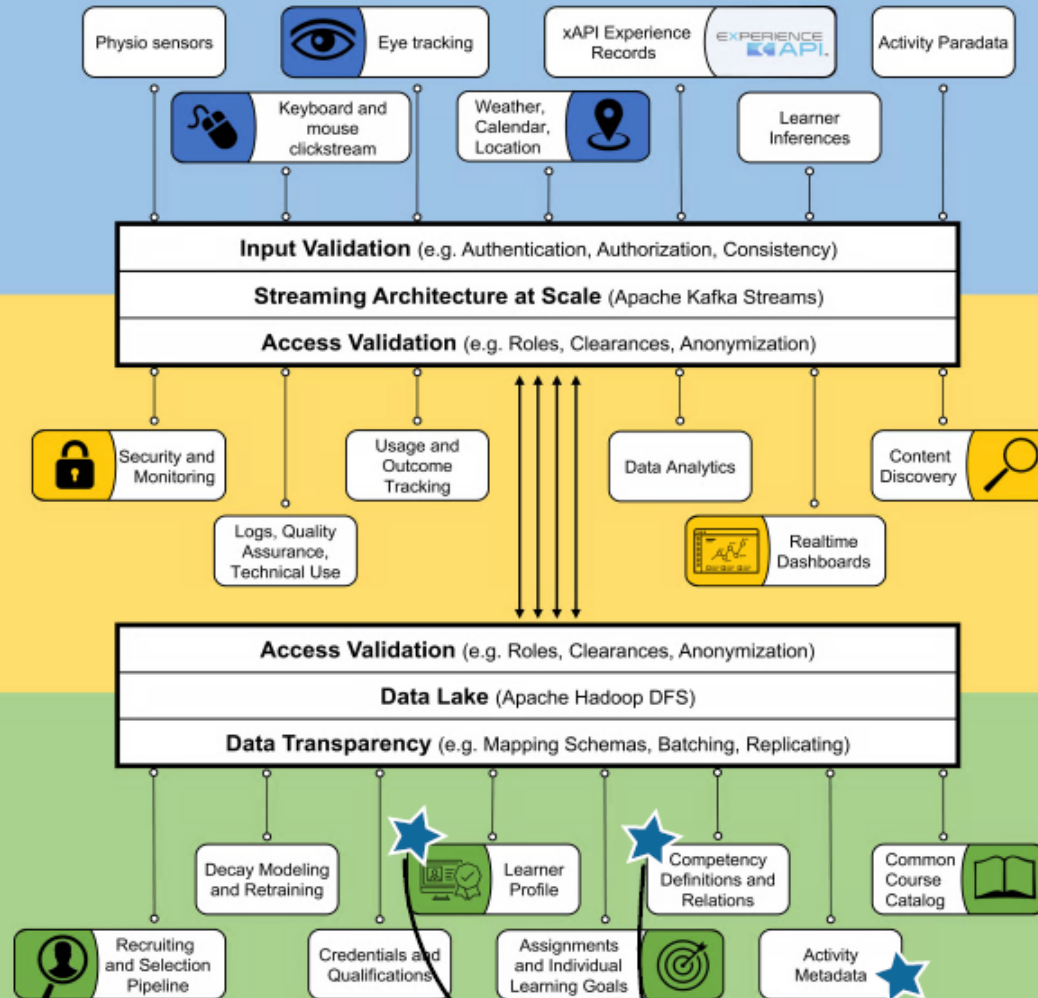 Physio sensors
Eye tracking
xAPI Experience
Records
EXPERIENCE
API
Activity Paradata
Keyboard and
mouse
clickstream
Weather,
Calendar,
Location
Learner
Inferences
Input Validation (e.g. Authentication, Authorization, Consistency)
Streaming Architecture at Scale (Apache Kafka Streams)
Access Validation (e.g. Roles, Clearances, Anonymization)
Security and
Monitoring
Usage and
Outcome
Tracking
Data Analytics
Content
Discovery
Logs, Quality
Assurance,
Technical Use
Realtime
Dashboards
Access Validation (e.g. Roles, Clearances, Anonymization)
Data Lake (Apache Hadoop DFS)
Data Transparency (e.g. Mapping Schemas, Batching, Replicating)
Decay Modeling
and Retraining
Learner
Profile
Competency
Definitions and
Relations
Common
Course
Catalog
Recruiting
and Selection
Pipeline
Credentials and
Qualifications
Assignments
and Individual
Learning Goals
Activity
Metadata